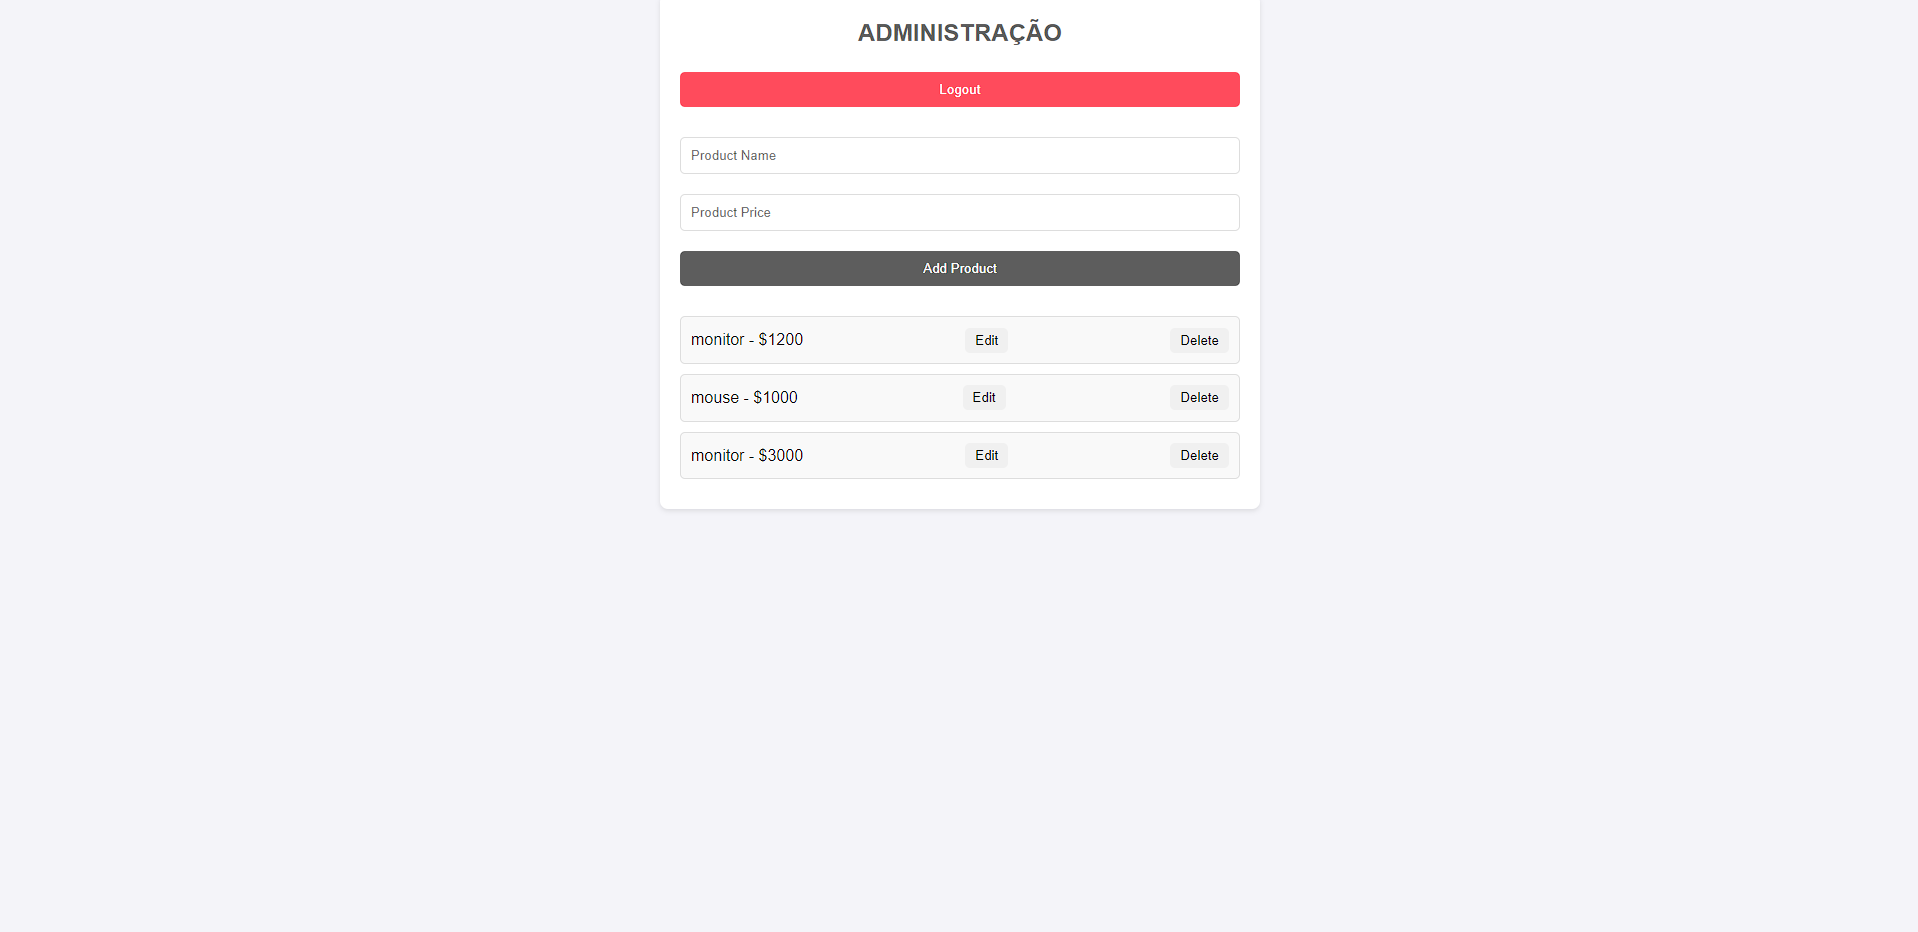 ADMINISTRAÇÃO
Logout
Product Name
Product Price
Add Product
monitor - $1200 Edit Delete
mouse - $1000 Edit Delete
monitor - $3000 Edit Delete